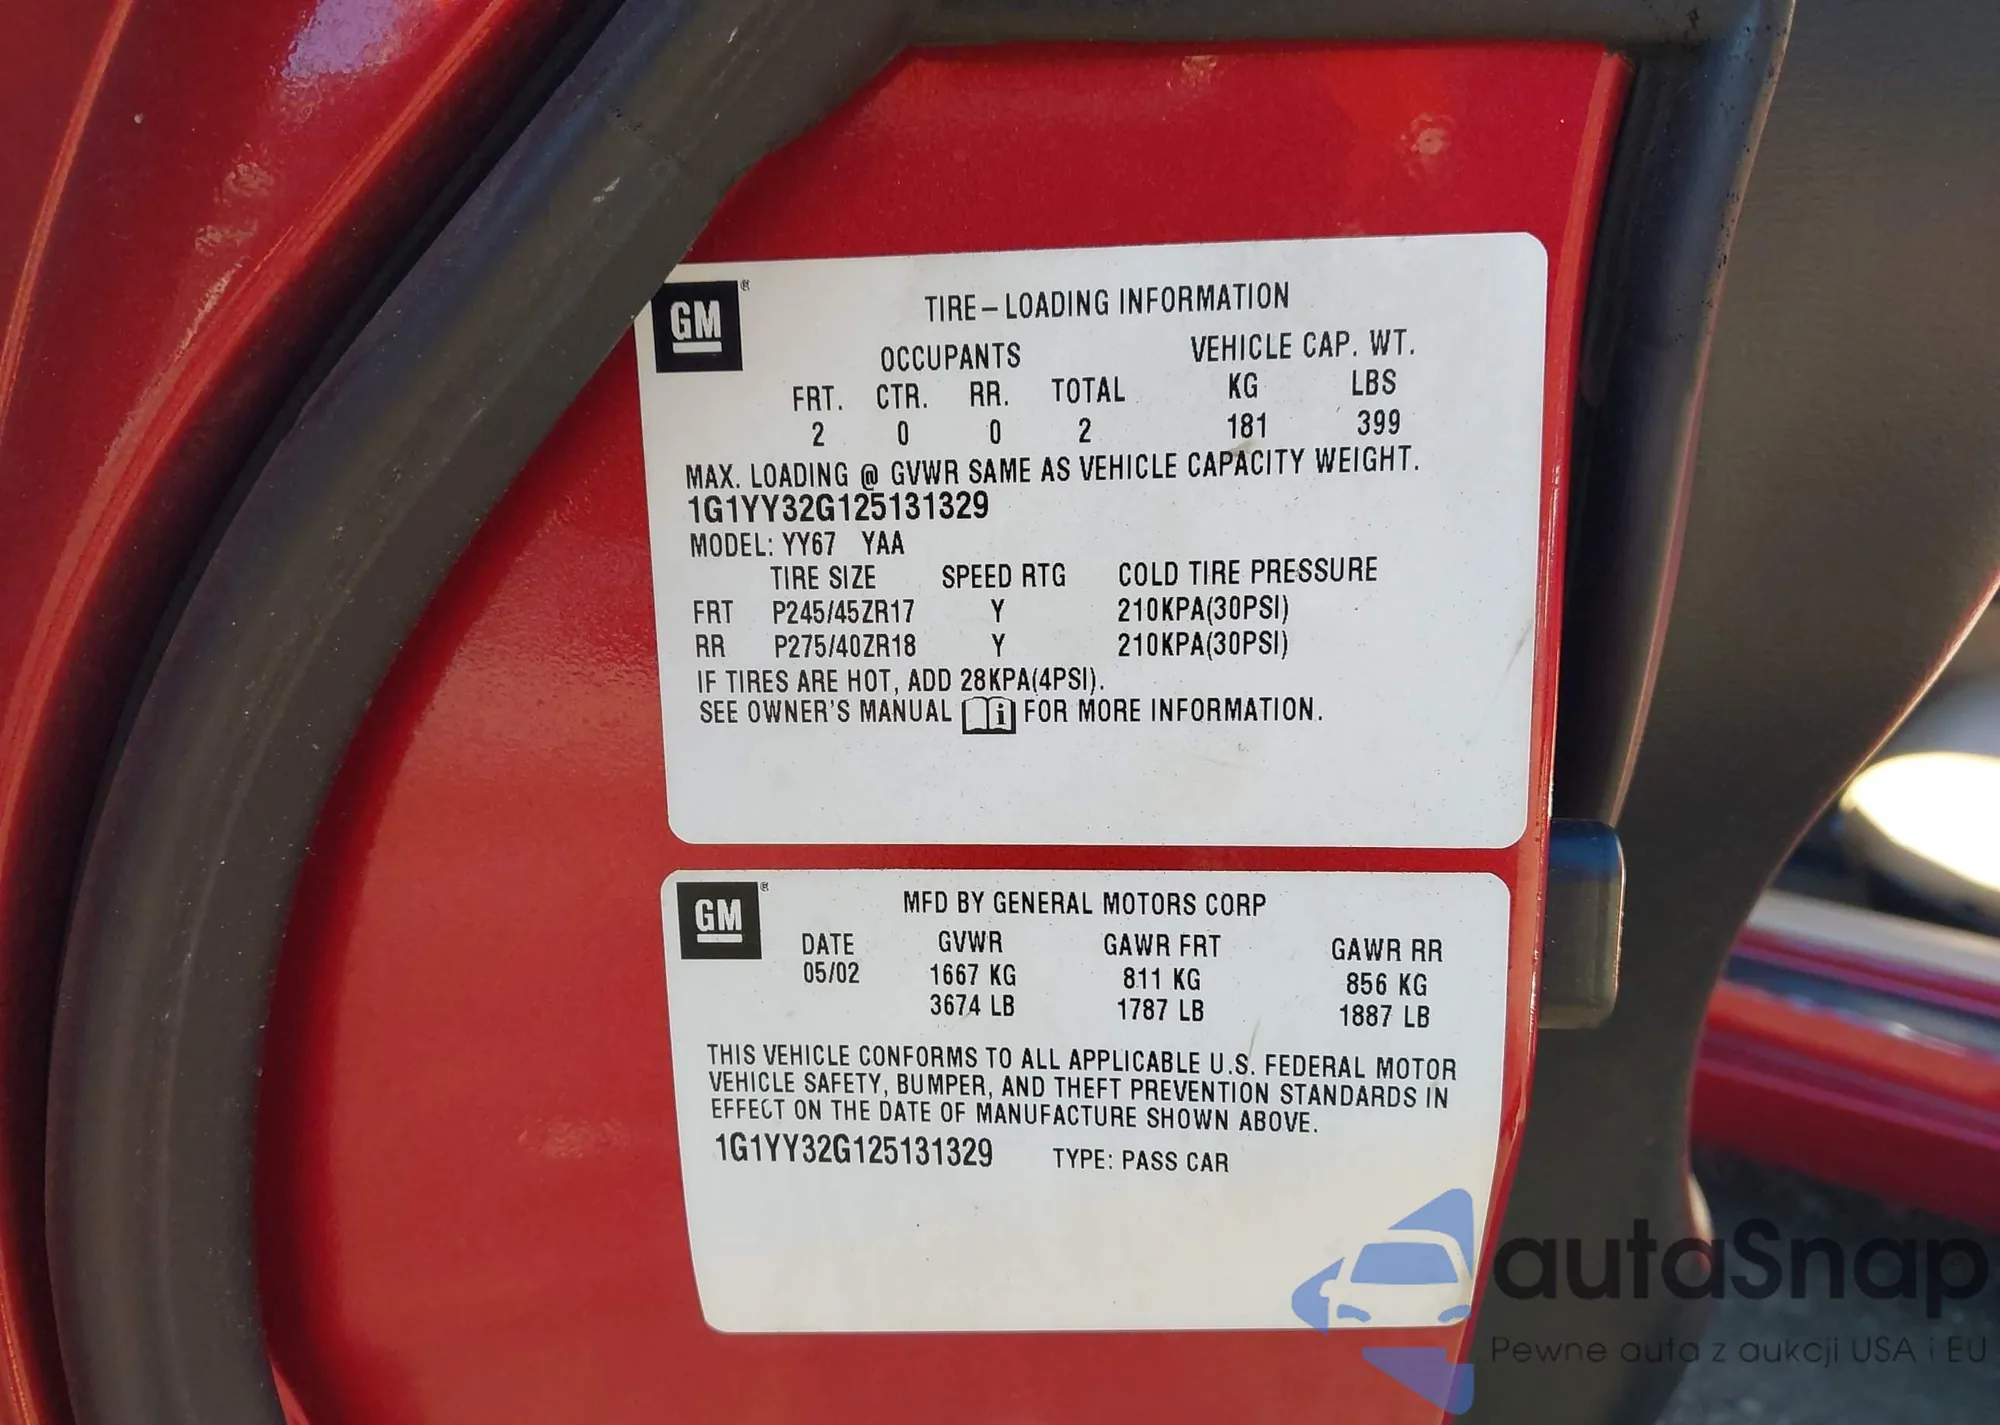 GM®
TIRE–LOADING INFORMATION
OCCUPANTS VEHICLE CAP. WT.
FRT. CTR. RR. TOTAL KG LBS
2 0 0 2 181 399
MAX. LOADING @ GVWR SAME AS VEHICLE CAPACITY WEIGHT.
1G1YY32G125131329
MODEL: YY67 YAA
TIRE SIZE SPEED RTG COLD TIRE PRESSURE
FRT P245/45ZR17 Y 210KPA(30PSI)
RR P275/40ZR18 Y 210KPA(30PSI)
IF TIRES ARE HOT, ADD 28KPA(4PSI).
SEE OWNER'S MANUAL i FOR MORE INFORMATION.
GM®
MFD BY GENERAL MOTORS CORP
DATE GVWR GAWR FRT GAWR RR
05/02 1667 KG 811 KG 856 KG
3674 LB 1787 LB 1887 LB
THIS VEHICLE CONFORMS TO ALL APPLICABLE U.S. FEDERAL MOTOR
VEHICLE SAFETY, BUMPER, AND THEFT PREVENTION STANDARDS IN
EFFECT ON THE DATE OF MANUFACTURE SHOWN ABOVE.
1G1YY32G125131329 TYPE: PASS CAR
autaSnap
Pewne auta z aukcji USA i EU